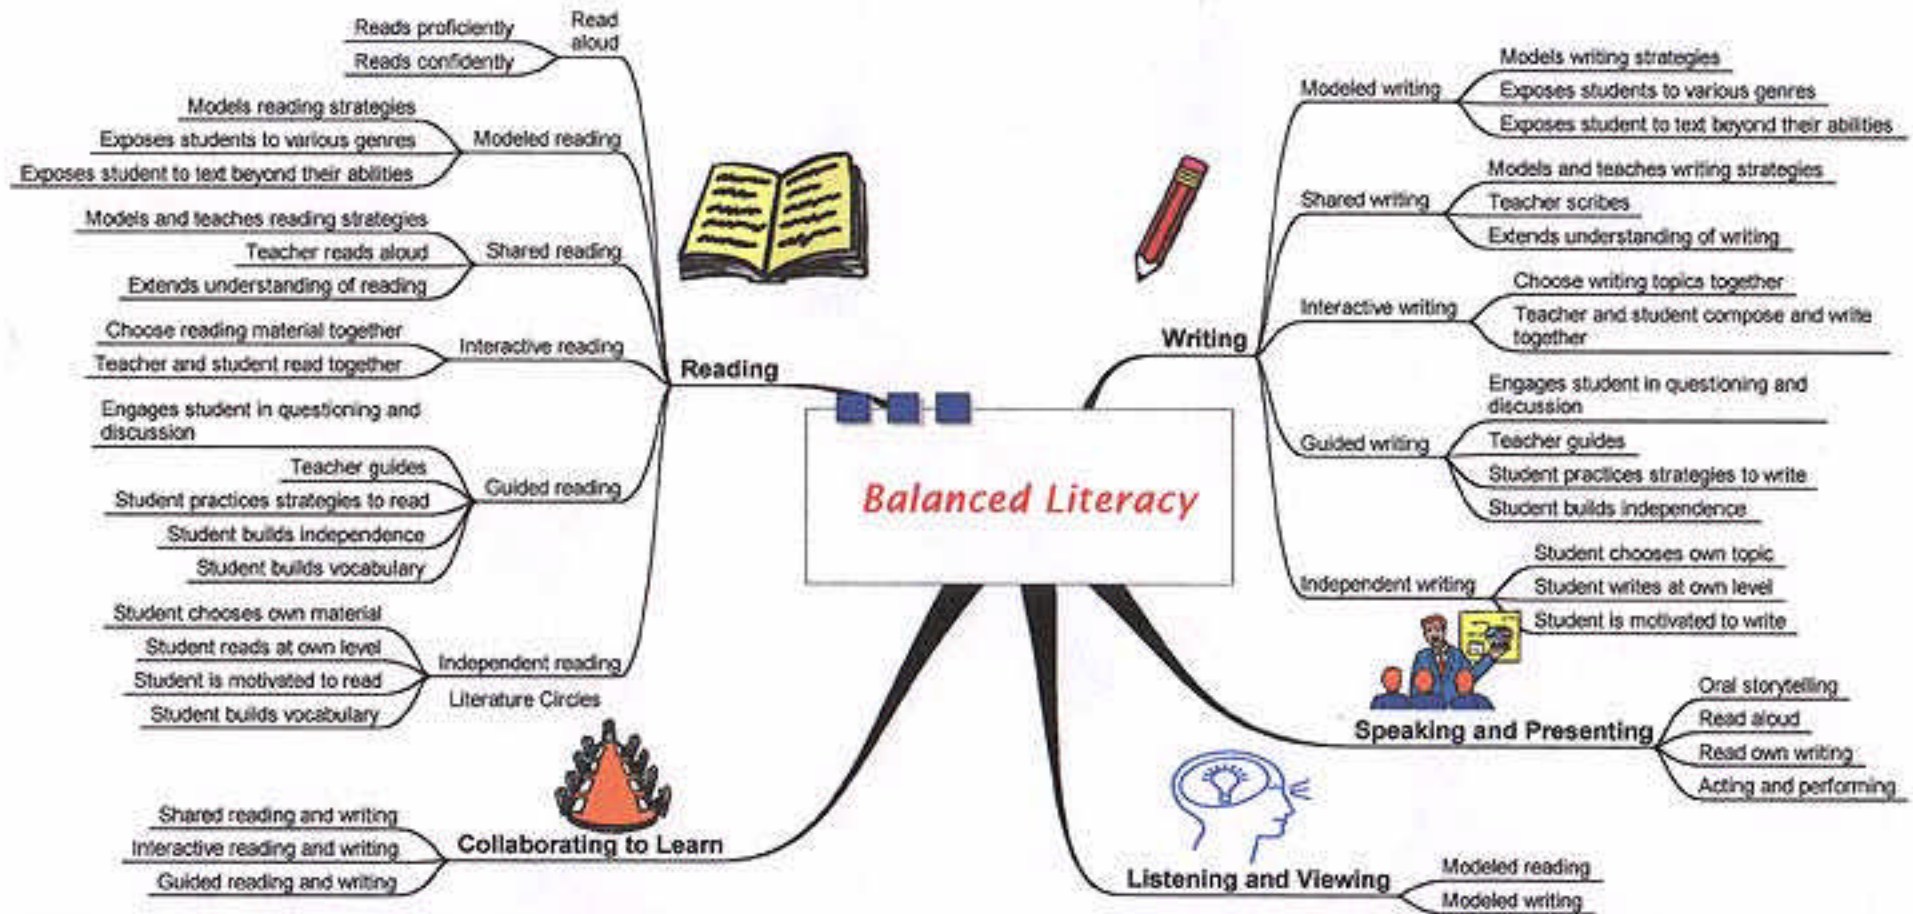 Read
aloud
Reads proficiently
Reads confidently
Modeled reading
Models reading strategies
Exposes students to various genres
Exposes student to text beyond their abilities
Shared reading
Models and teaches reading strategies
Teacher reads aloud
Extends understanding of reading
Interactive reading
Choose reading material together
Teacher and student read together
Reading
Guided reading
Engages student in questioning and
discussion
Teacher guides
Student practices strategies to read
Student builds independence
Student builds vocabulary
Independent reading
Student chooses own material
Student reads at own level
Student is motivated to read
Student builds vocabulary
Literature Circles
Collaborating to Learn
Shared reading and writing
Interactive reading and writing
Guided reading and writing
Balanced Literacy
Writing
Modeled writing
Models writing strategies
Exposes students to various genres
Exposes student to text beyond their abilities
Shared writing
Models and teaches writing strategies
Teacher scribes
Extends understanding of writing
Interactive writing
Choose writing topics together
Teacher and student compose and write
together
Guided writing
Engages student in questioning and
discussion
Teacher guides
Student practices strategies to write
Student builds independence
Independent writing
Student chooses own topic
Student writes at own level
Student is motivated to write
Speaking and Presenting
Oral storytelling
Read aloud
Read own writing
Acting and performing
Listening and Viewing
Modeled reading
Modeled writing